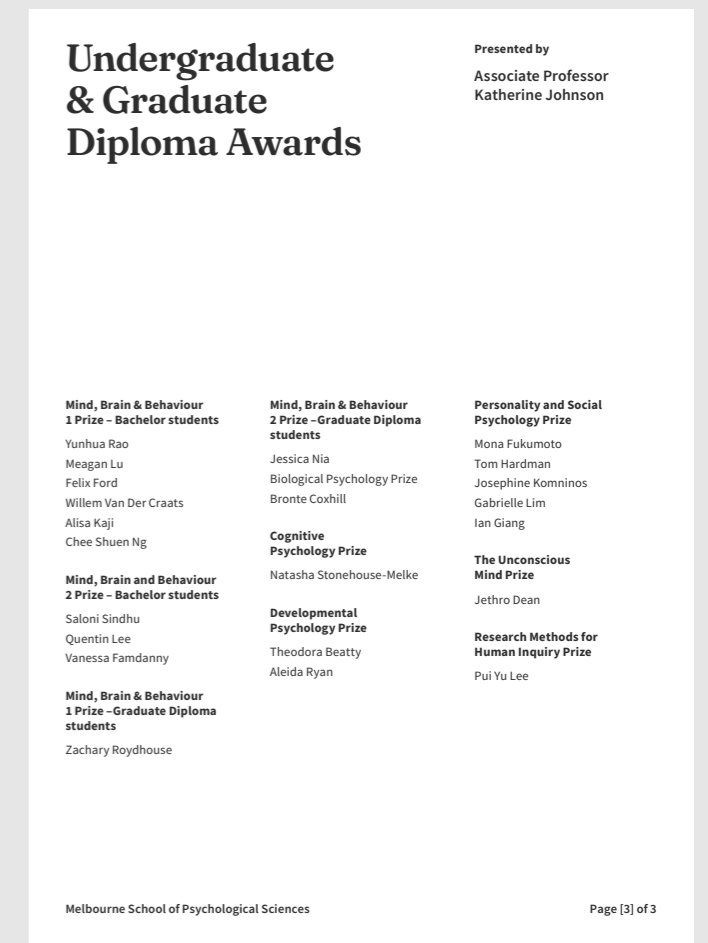 Undergraduate
& Graduate
Diploma Awards
Presented by
Associate Professor
Katherine Johnson
Mind, Brain & Behaviour
1 Prize – Bachelor students
Yunhua Rao
Meagan Lu
Felix Ford
Willem Van Der Craats
Alisa Kaji
Chee Shuen Ng
Mind, Brain and Behaviour
2 Prize – Bachelor students
Saloni Sindhu
Quentin Lee
Vanessa Famdanny
Mind, Brain & Behaviour
1 Prize –Graduate Diploma
students
Zachary Roydhouse
Mind, Brain & Behaviour
2 Prize –Graduate Diploma
students
Jessica Nia
Biological Psychology Prize
Bronte Coxhill
Cognitive
Psychology Prize
Natasha Stonehouse-Melke
Developmental
Psychology Prize
Theodora Beatty
Aleida Ryan
Personality and Social
Psychology Prize
Mona Fukumoto
Tom Hardman
Josephine Komninos
Gabrielle Lim
Ian Giang
The Unconscious
Mind Prize
Jethro Dean
Research Methods for
Human Inquiry Prize
Pui Yu Lee
Melbourne School of Psychological Sciences
Page [3] of 3